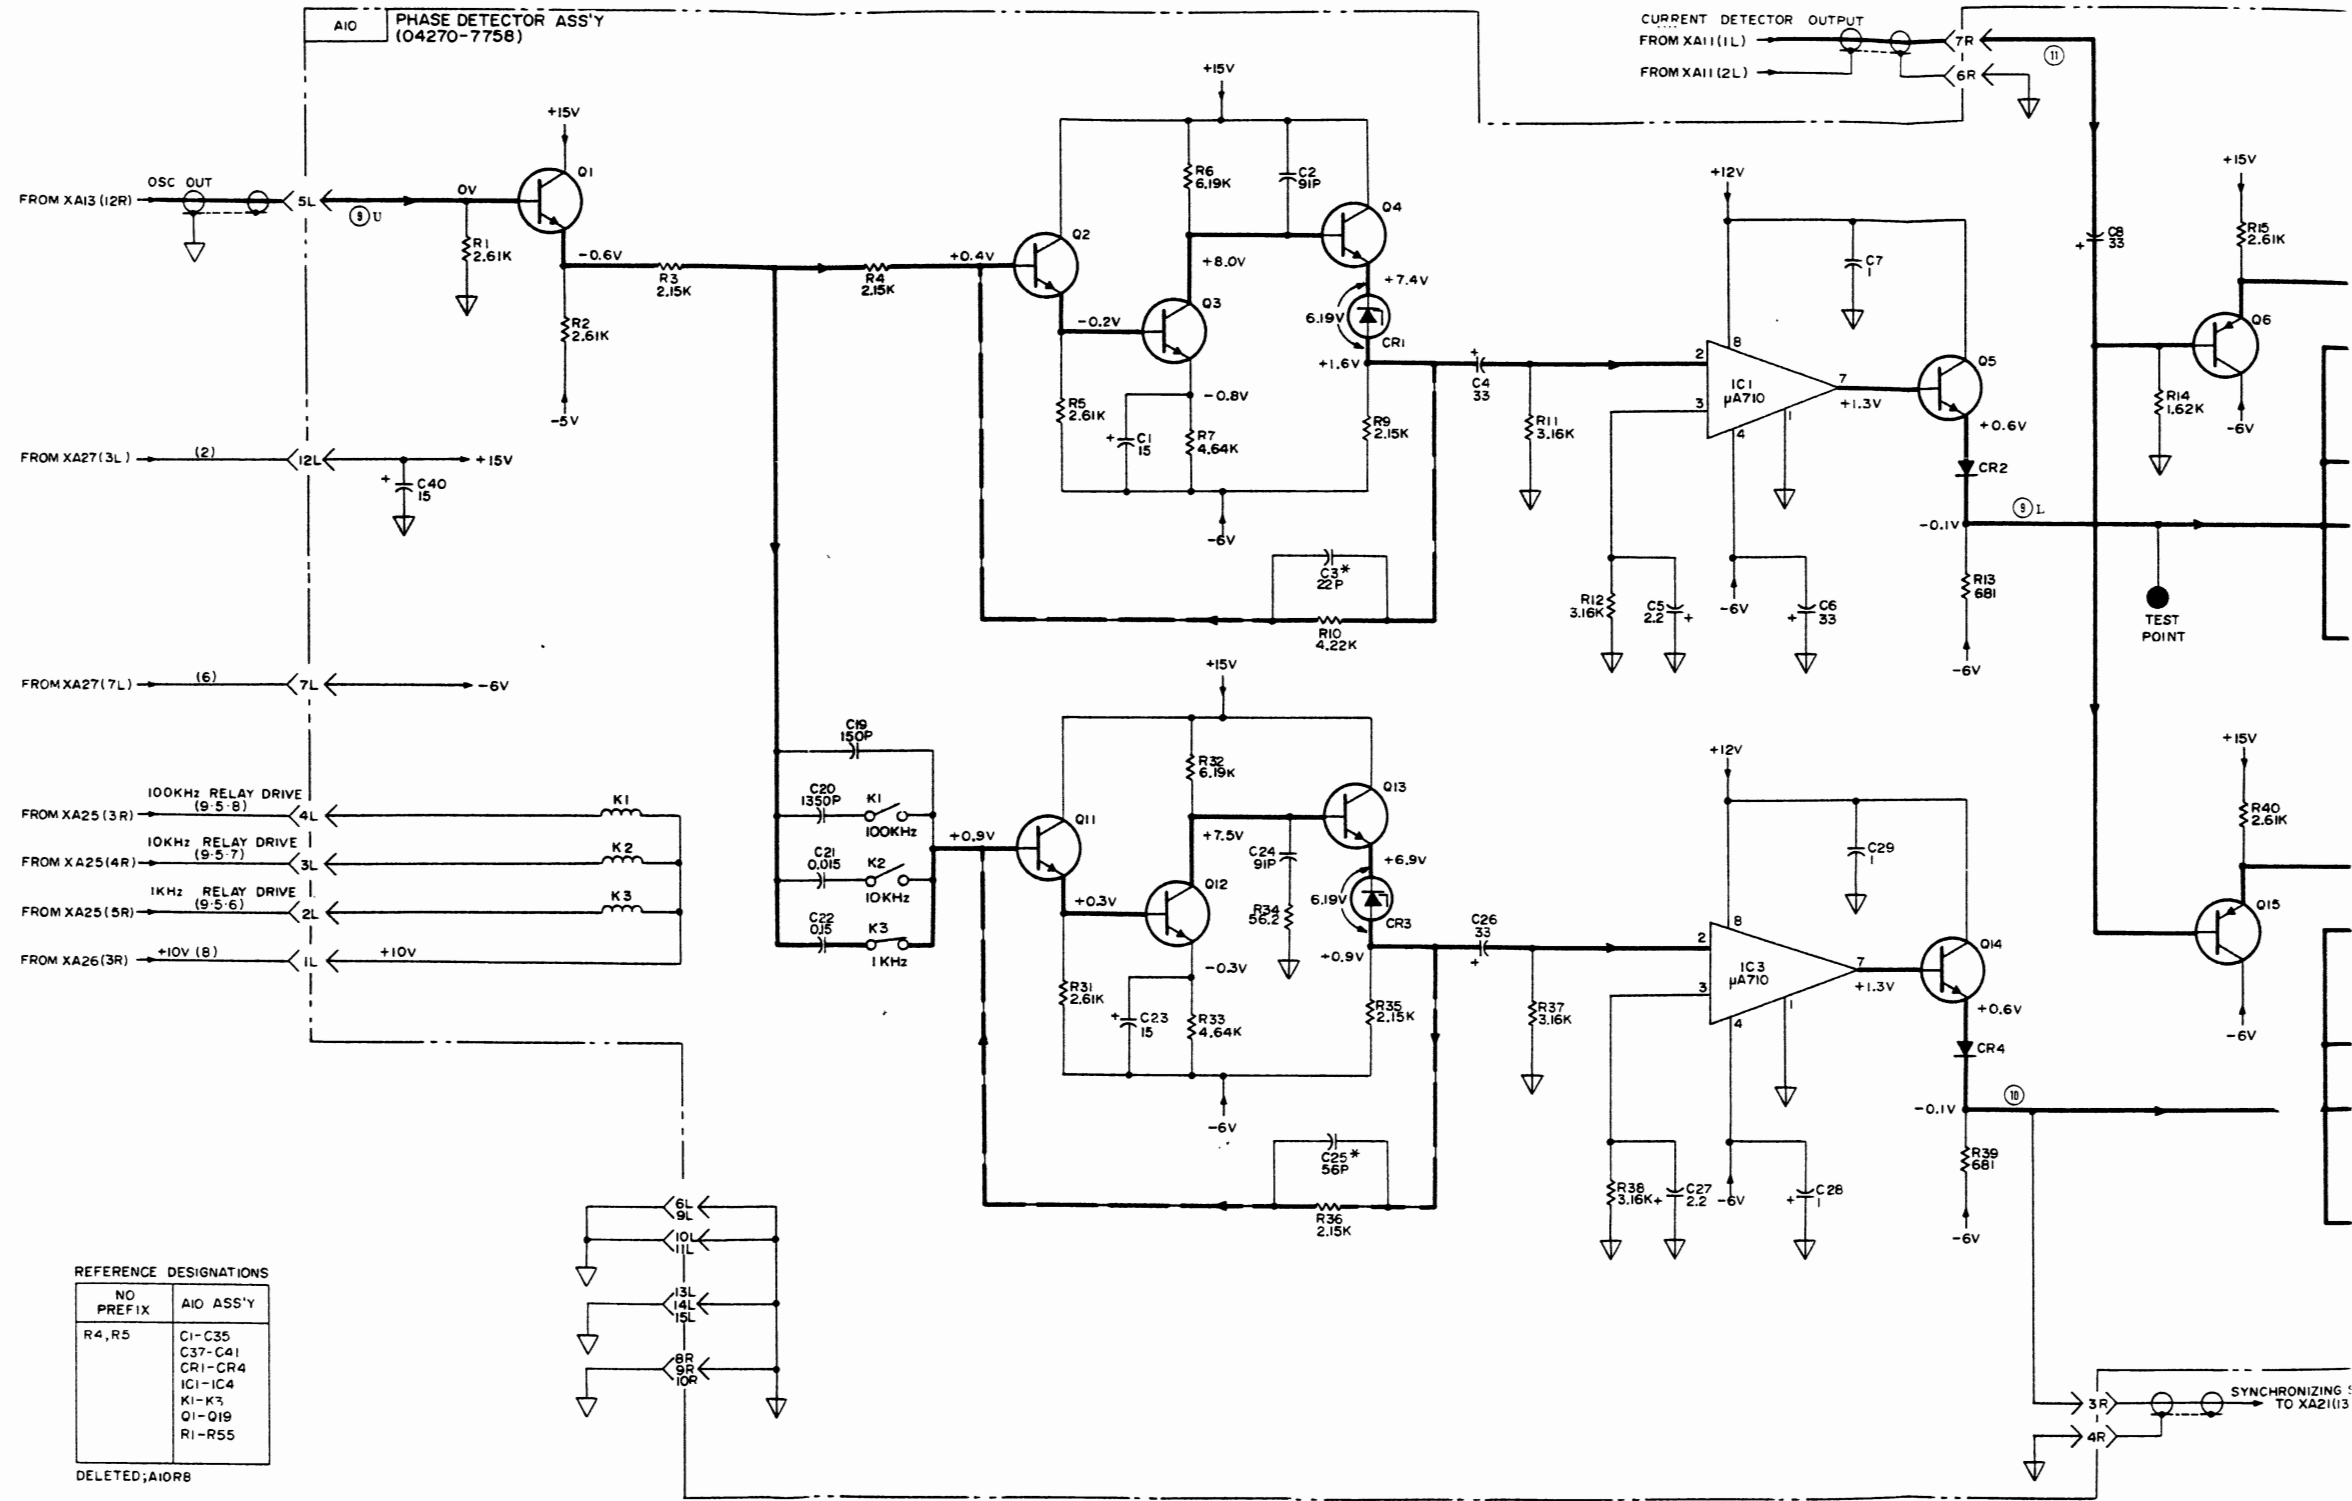 A10
PHASE DETECTOR ASS'Y
(04270-7758)
CURRENT DETECTOR OUTPUT
FROM XA11(1L)
7R
11
FROM XA11(2L)
6R
+15V
+15V
+12V
+15V
OSC OUT
FROM XA13(12R)
5L
9 U
0V
Q1
R1
2.61K
-0.6V
R3
2.15K
R4
2.15K
R2
2.61K
-5V
+0.4V
Q2
R6
6.19K
C2
91P
Q4
+8.0V
+7.4V
Q3
-0.2V
6.19V
CR1
+1.6V
R5
2.61K
C1
15
+
-0.8V
R7
4.64K
R9
2.15K
-6V
C4
33
+
R11
3.16K
C3*
22P
R10
4.22K
C7
1
2
8
IC1
µA710
7
3
1
4
+1.3V
Q5
+0.6V
CR2
-0.1V
9 L
R12
3.16K
C5
2.2
+
-6V
C6
33
+
R13
681
-6V
TEST
POINT
C8
33
+
R15
2.61K
Q6
R14
1.62K
-6V
FROM XA27(3L)
(2)
12L
+15V
C40
15
+
FROM XA27(7L)
(6)
7L
-6V
100KHz RELAY DRIVE
(9·5·8)
FROM XA25(3R)
4L
K1
10KHz RELAY DRIVE
(9·5·7)
FROM XA25(4R)
3L
K2
1KHz RELAY DRIVE
(9·5·6)
FROM XA25(5R)
2L
K3
FROM XA26(3R)
+10V (8)
1L
+10V
C19
150P
C20
1350P
K1
100KHz
C21
0.015
K2
10KHz
C22
0.15
K3
1KHz
+15V
+0.9V
Q11
R32
6.19K
Q13
+7.5V
C24
91P
+6.9V
Q12
+0.3V
R34
56.2
6.19V
CR3
+0.9V
R31
2.61K
C23
15
+
-0.3V
R33
4.64K
R35
2.15K
-6V
C26
33
+
R37
3.16K
C25*
56P
R36
2.15K
+12V
C29
1
2
8
IC3
µA710
7
3
1
4
+1.3V
Q14
+0.6V
CR4
-0.1V
10
R38
3.16K
+
C27
2.2
-6V
C28
1
+
R39
681
-6V
+15V
R40
2.61K
Q15
-6V
6L
9L
10L
11L
13L
14L
15L
8R
9R
10R
3R
SYNCHRONIZING
TO XA21(13
4R
REFERENCE DESIGNATIONS
NO
PREFIX
A10 ASS'Y
R4,R5
C1-C35
C37-C41
CR1-CR4
IC1-IC4
K1-K3
Q1-Q19
R1-R55
DELETED;A10R8